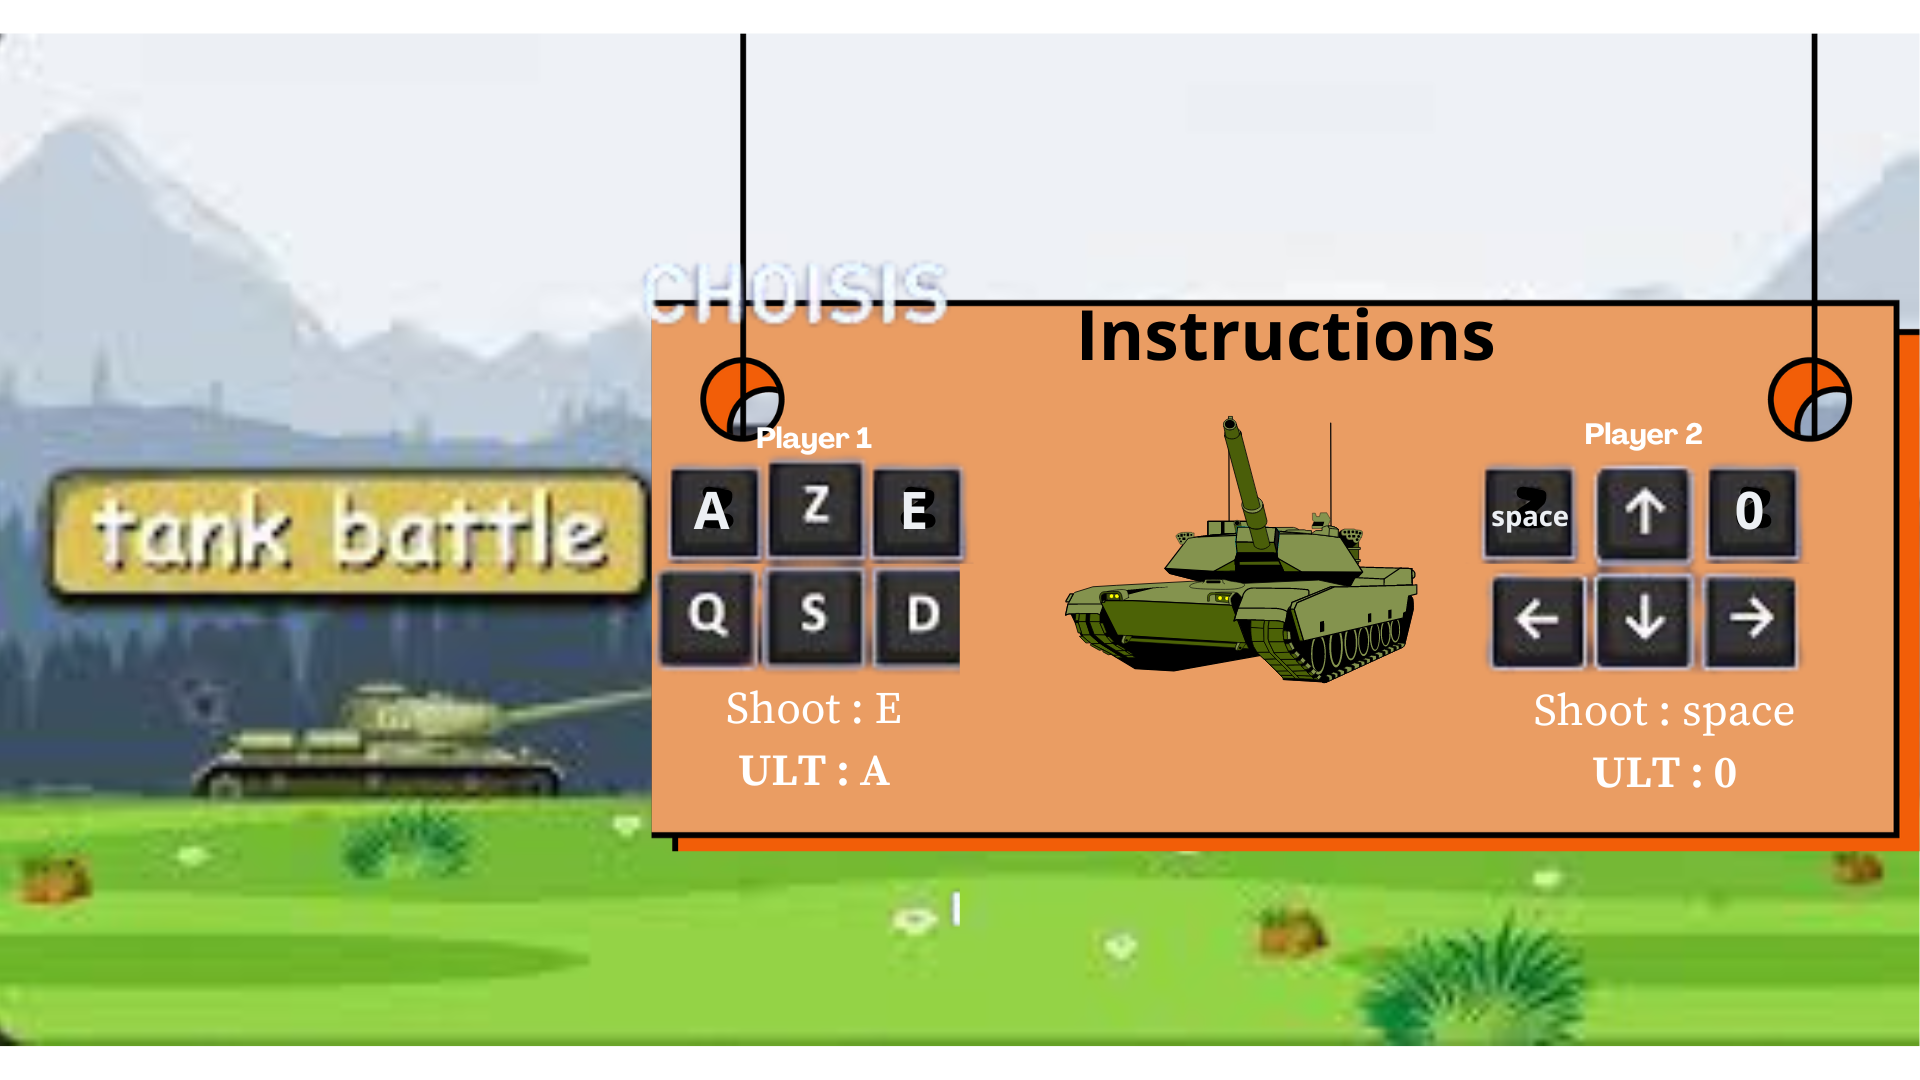 CHOISIS
Instructions
tank battle
Player 1
A Z E
Q S D
Shoot : E
ULT : A
Player 2
space ↑ 0
← ↓ →
Shoot : space
ULT : 0